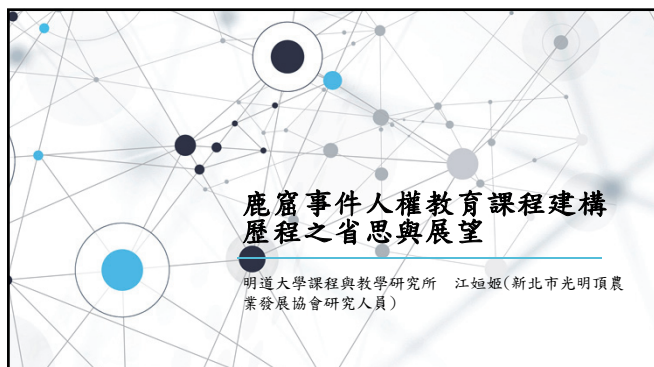 鹿窟事件人權教育課程建構
歷程之省思與展望
明道大學課程與教學研究所　江姮姬(新北市光明頂農
業發展協會研究人員)